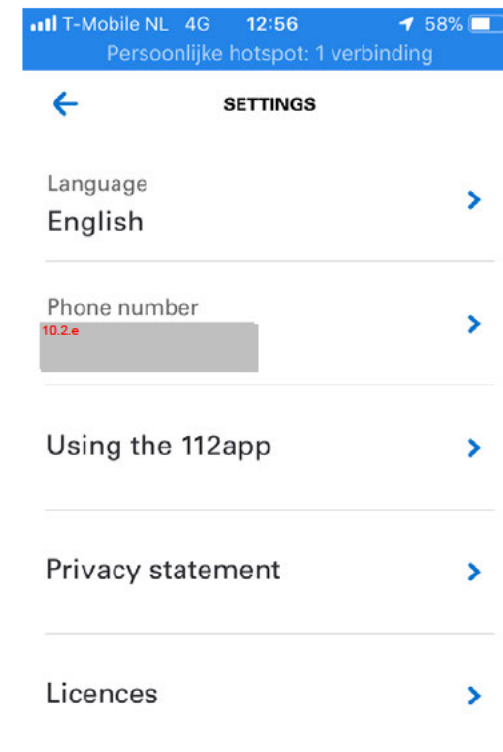 T-Mobile NL 4G 12:56 58%
Persoonlijke hotspot: 1 verbinding
SETTINGS
Language
English
Phone number
10.2.e
Using the 112app
Privacy statement
Licences